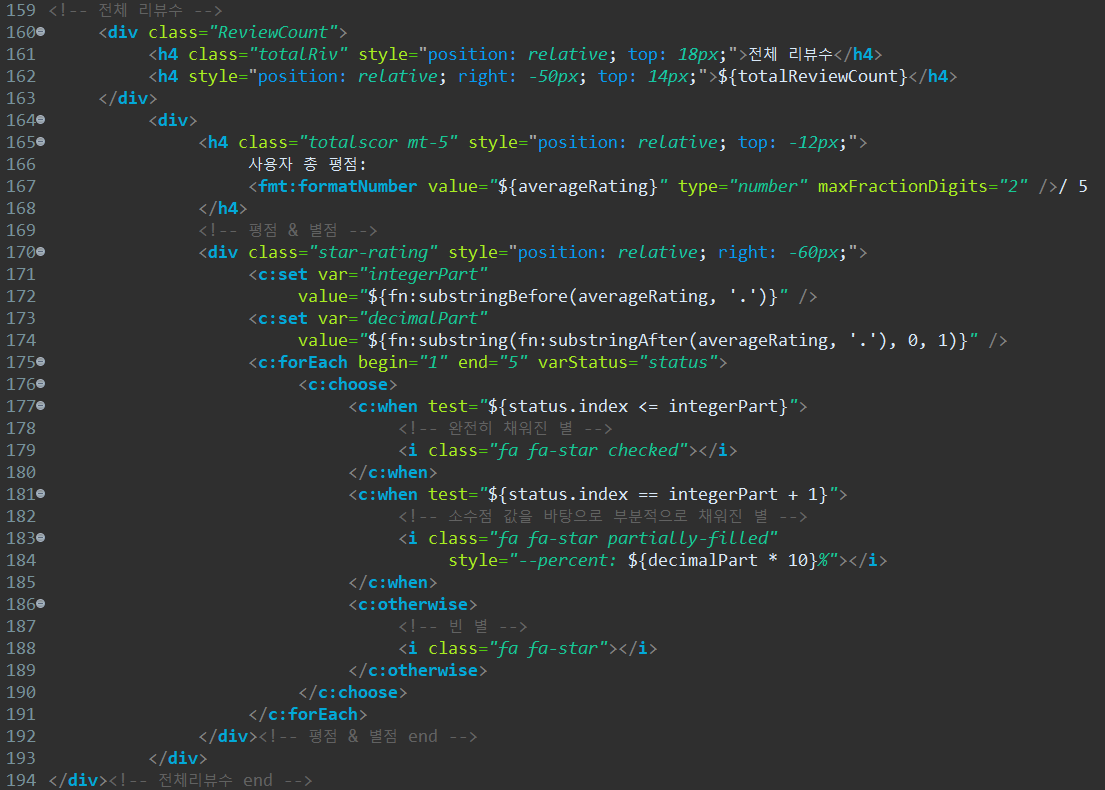 159 <!-- 전체 리뷰수 -->
160 <div class="ReviewCount">
161 <h4 class="totalRiv" style="position: relative; top: 18px;">전체 리뷰수</h4>
162 <h4 style="position: relative; right: -50px; top: 14px;">${totalReviewCount}</h4>
163 </div>
164 <div>
165 <h4 class="totalscor mt-5" style="position: relative; top: -12px;">
166 사용자 총 평점:
167 <fmt:formatNumber value="${averageRating}" type="number" maxFractionDigits="2" />/ 5
168 </h4>
169 <!-- 평점 & 별점 -->
170 <div class="star-rating" style="position: relative; right: -60px;">
171 <c:set var="integerPart"
172 value="${fn:substringBefore(averageRating, '.')}" />
173 <c:set var="decimalPart"
174 value="${fn:substring(fn:substringAfter(averageRating, '.'), 0, 1)}" />
175 <c:forEach begin="1" end="5" varStatus="status">
176 <c:choose>
177 <c:when test="${status.index <= integerPart}">
178 <!-- 완전히 채워진 별 -->
179 <i class="fa fa-star checked"></i>
180 </c:when>
181 <c:when test="${status.index == integerPart + 1}">
182 <!-- 소수점 값을 바탕으로 부분적으로 채워진 별 -->
183 <i class="fa fa-star partially-filled"
184 style="--percent: ${decimalPart * 10}%"></i>
185 </c:when>
186 <c:otherwise>
187 <!-- 빈 별 -->
188 <i class="fa fa-star"></i>
189 </c:otherwise>
190 </c:choose>
191 </c:forEach>
192 </div><!-- 평점 & 별점 end -->
193 </div>
194 </div><!-- 전체리뷰수 end -->